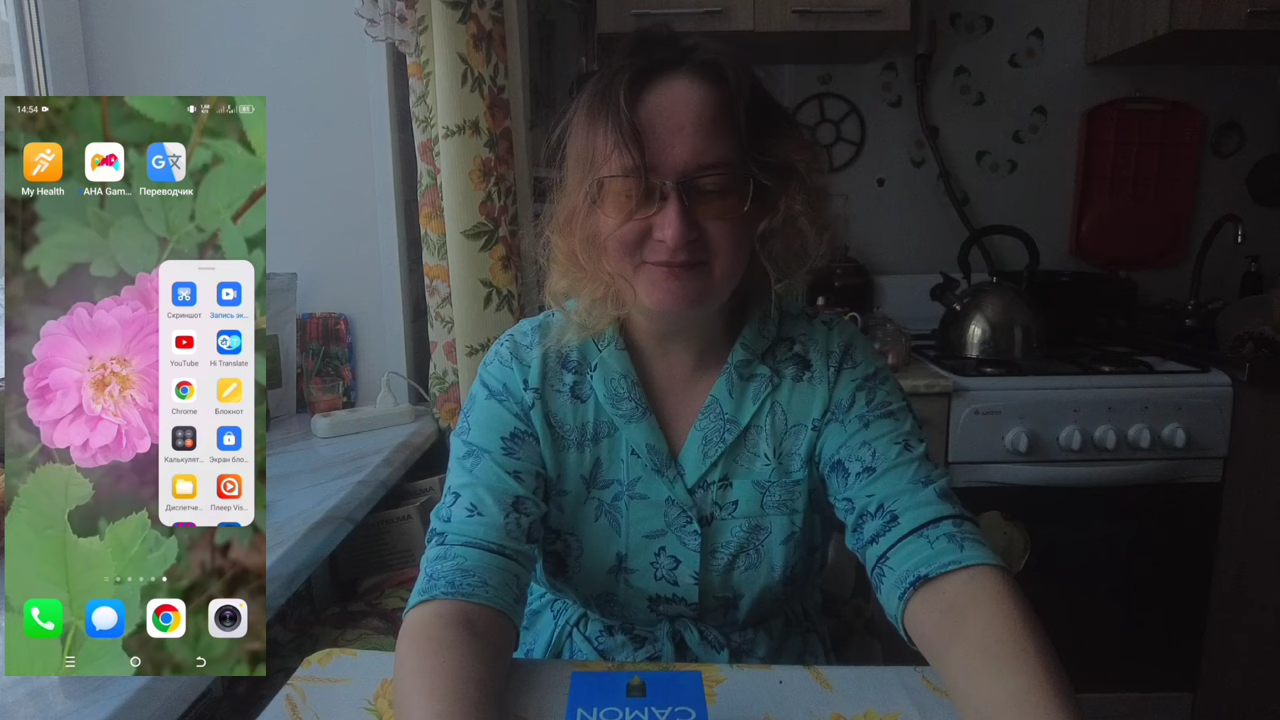 14:54
My Health
AHA Gam...
Переводчик
Скриншот
Запись эк...
YouTube
Hi Translate
Chrome
Блокнот
Калькулят...
Экран бло...
Диспетче...
Плеер Vis...
CAMON